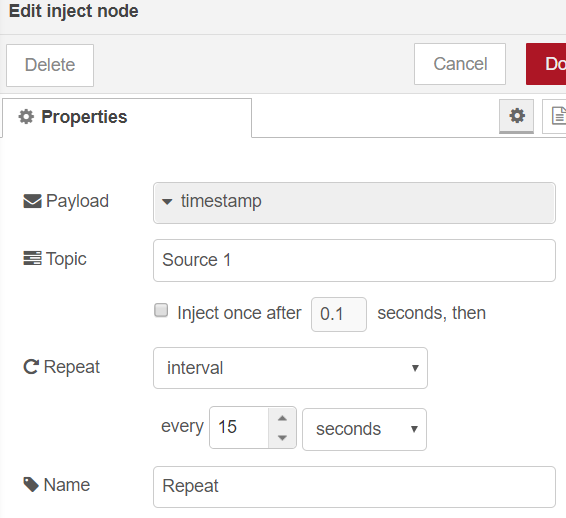 Edit inject node
Delete
Cancel
Do
Properties
Payload
timestamp
Topic
Source 1
Inject once after 0.1 seconds, then
Repeat
interval
every 15 seconds
Name
Repeat